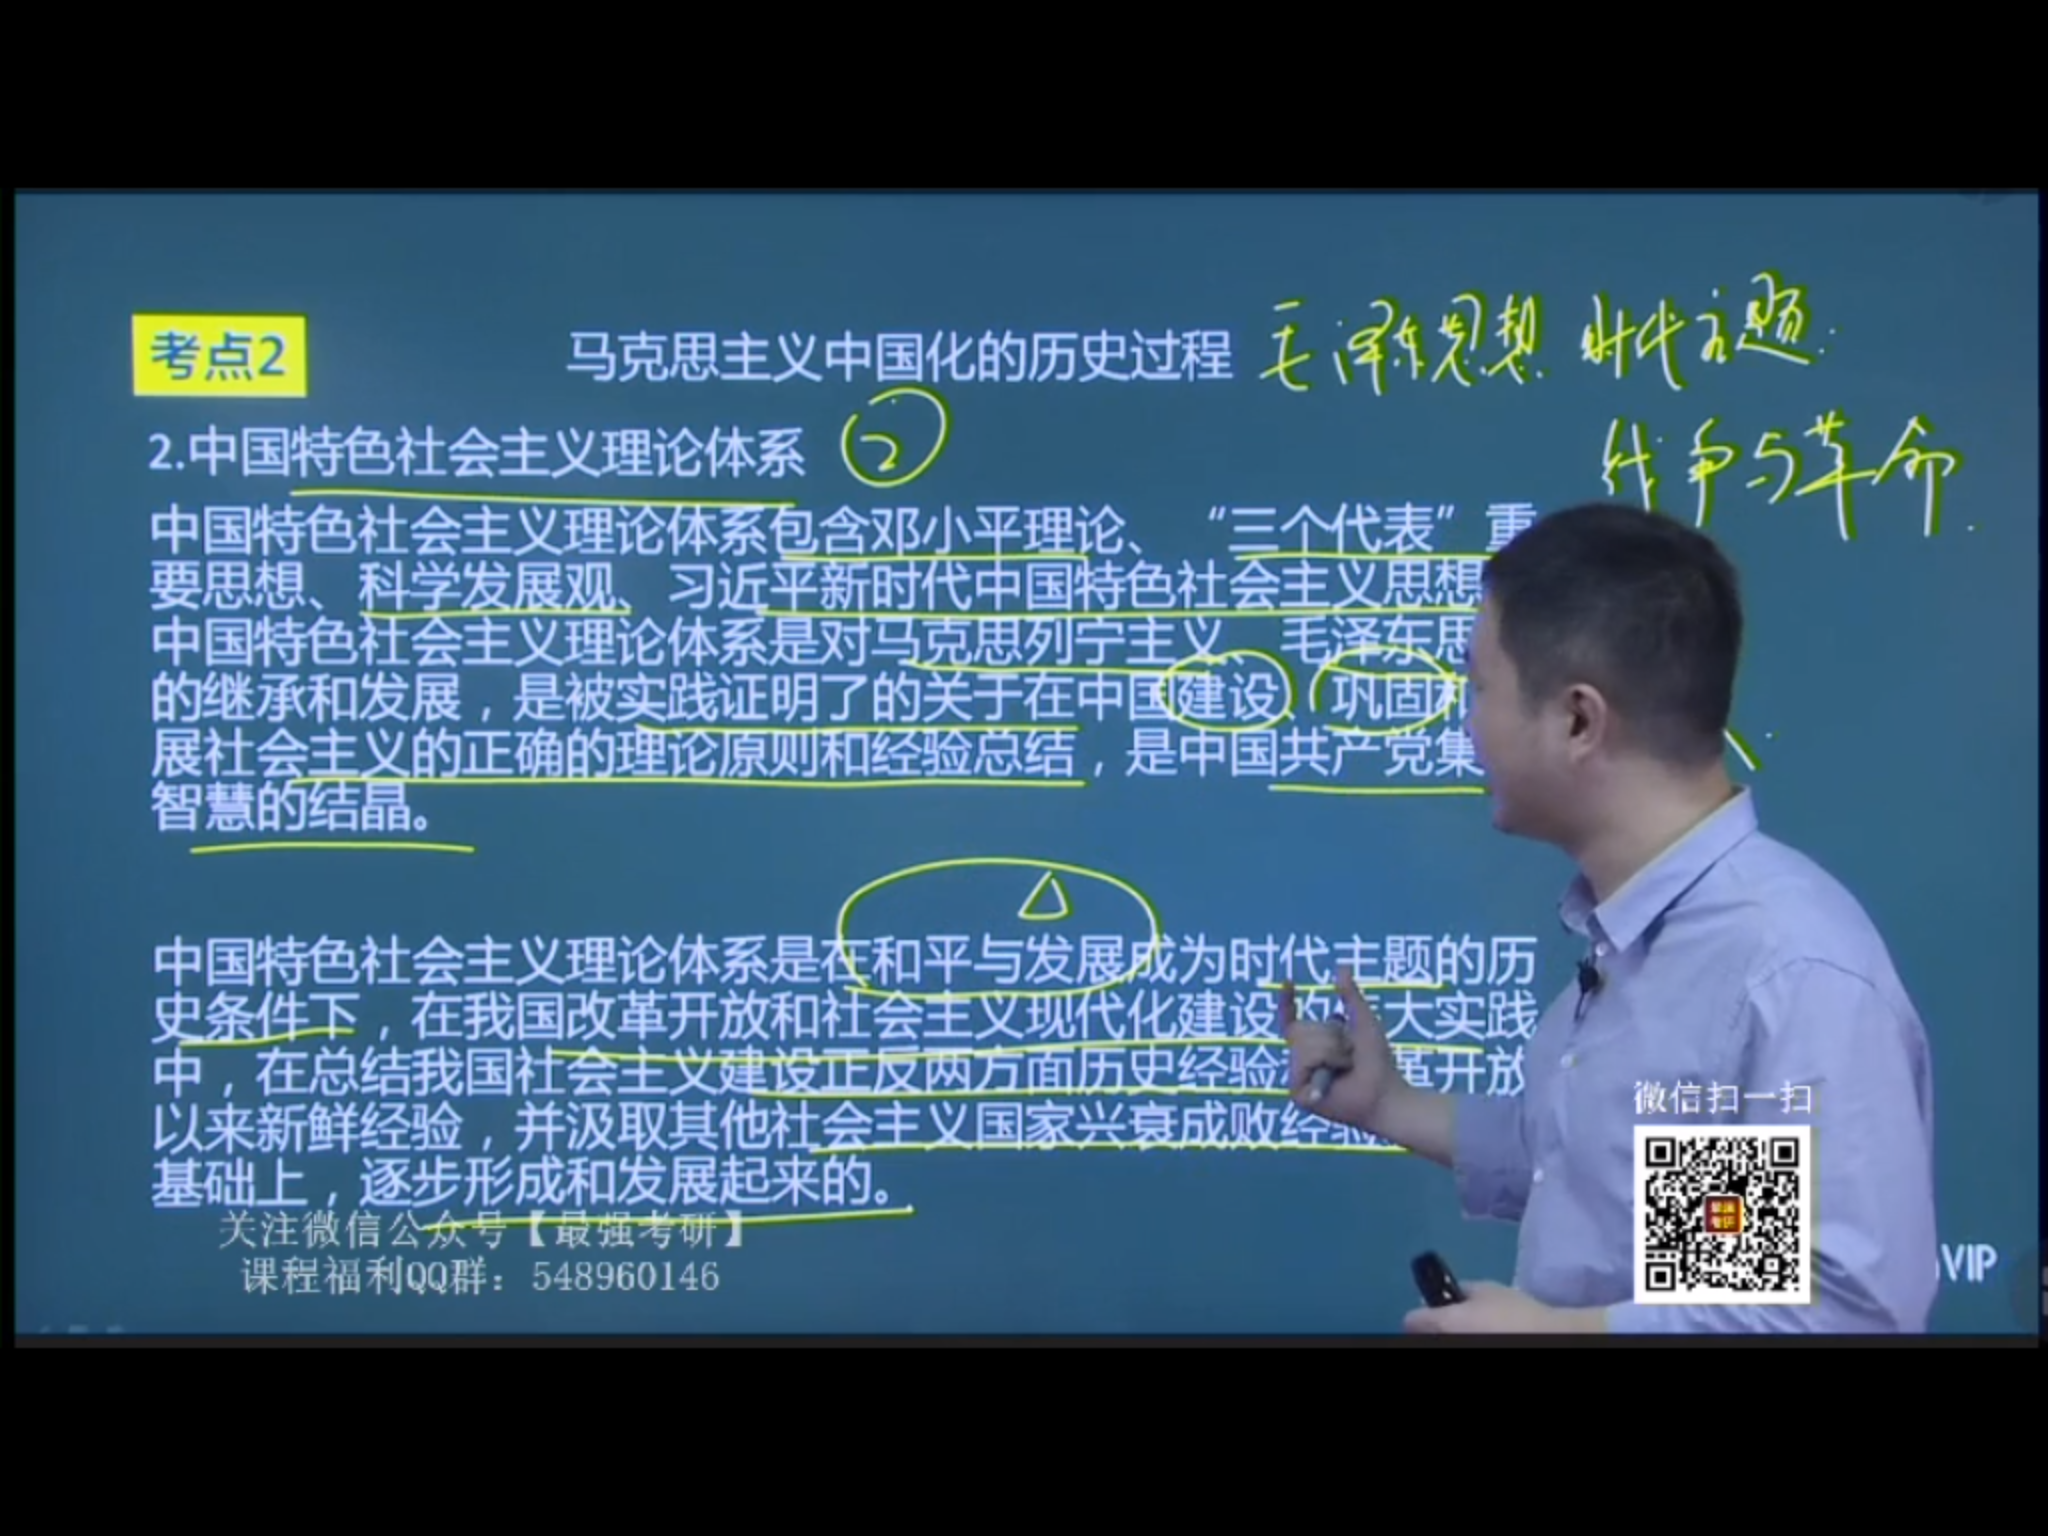 考点2
马克思主义中国化的历史过程 毛泽东思想 时代主题:
战争与革命.
2.中国特色社会主义理论体系 ②
中国特色社会主义理论体系包含邓小平理论、“三个代表”重
要思想、科学发展观、习近平新时代中国特色社会主义思想
中国特色社会主义理论体系是对马克思列宁主义、毛泽东思
的继承和发展，是被实践证明了的关于在中国建设、巩固和
展社会主义的正确的理论原则和经验总结，是中国共产党集
智慧的结晶。
中国特色社会主义理论体系是在和平与发展成为时代主题的历
史条件下，在我国改革开放和社会主义现代化建设的伟大实践
中，在总结我国社会主义建设正反两方面历史经验和 革开放
以来新鲜经验，并汲取其他社会主义国家兴衰成败经验
基础上，逐步形成和发展起来的。
关注微信公众号【最强考研】
课程福利QQ群：548960146
微信扫一扫
最强
考研
VIP